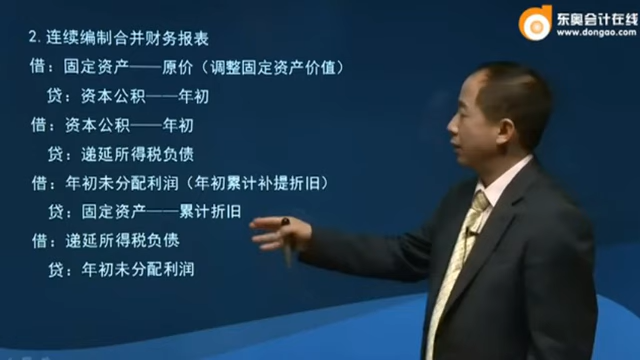 东奥会计在线
www.dongao.com
2.连续编制合并财务报表
借：固定资产——原价（调整固定资产价值）
贷：资本公积——年初
借：资本公积——年初
贷：递延所得税负债
借：年初未分配利润（年初累计补提折旧）
贷：固定资产——累计折旧
借：递延所得税负债
贷：年初未分配利润